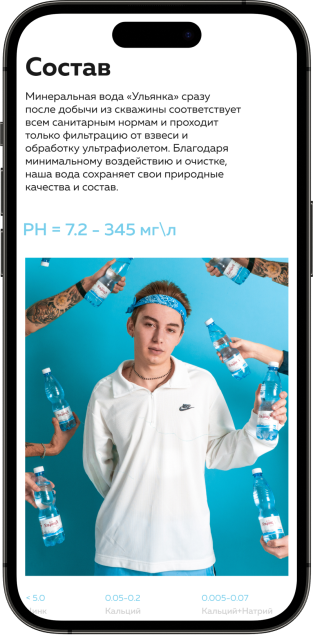 Состав
Минеральная вода «Ульянка» сразу
после добычи из скважины соответствует
всем санитарным нормам и проходит
только фильтрацию от взвеси и
обработку ультрафиолетом. Благодаря
минимальному воздействию и очистке,
наша вода сохраняет свои природные
качества и состав.
PH = 7.2 - 345 мг\л
< 5.0 0.05-0.2 0.005-0.07
Цинк Кальций Кальций+Натрий